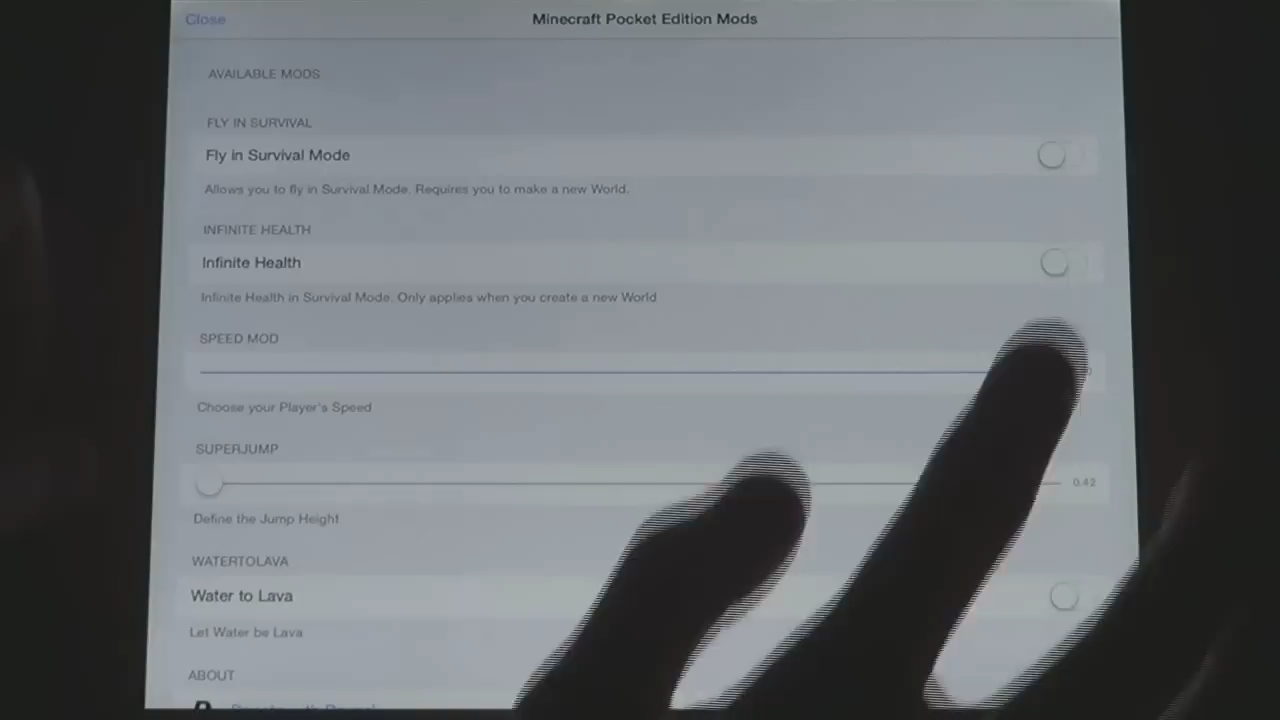 Close
Minecraft Pocket Edition Mods
AVAILABLE MODS
FLY IN SURVIVAL
Fly in Survival Mode
Allows you to fly in Survival Mode. Requires you to make a new World.
INFINITE HEALTH
Infinite Health
Infinite Health in Survival Mode. Only applies when you create a new World
SPEED MOD
Choose your Player's Speed
SUPERJUMP
0.42
Define the Jump Height
WATERTOLAVA
Water to Lava
Let Water be Lava
ABOUT